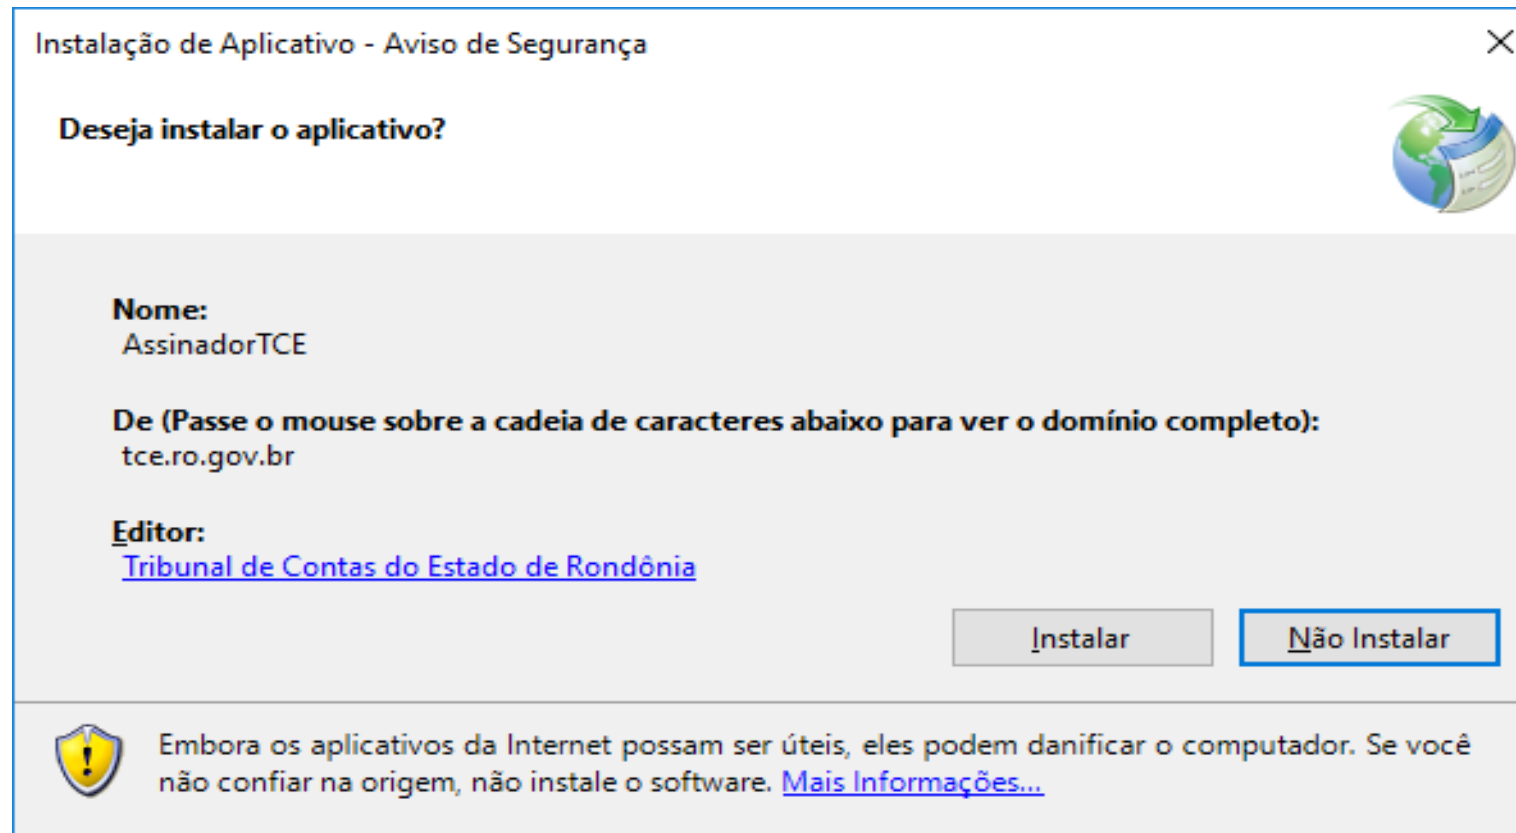 Instalação de Aplicativo - Aviso de Segurança
Deseja instalar o aplicativo?
Nome:
AssinadorTCE
De (Passe o mouse sobre a cadeia de caracteres abaixo para ver o domínio completo):
tce.ro.gov.br
Editor:
Tribunal de Contas do Estado de Rondônia
Instalar
Não Instalar
Embora os aplicativos da Internet possam ser úteis, eles podem danificar o computador. Se você
não confiar na origem, não instale o software. Mais Informações...